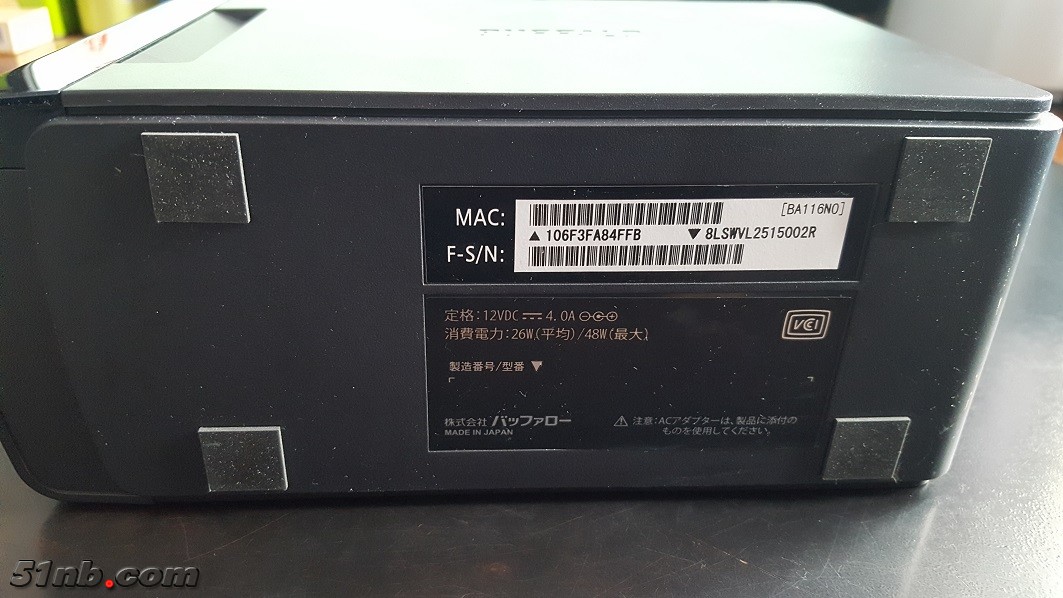 MAC:
[BA116NO]
▲ 106F3FA84FFB ▼ 8LSWVL2515002R
F-S/N:
定格:12VDC ⎓ 4.0A
消費電力:26W(平均)/48W(最大)
VCCI
製造番号/型番 ▼
株式会社 バッファロー
MADE IN JAPAN
⚠ 注意:ACアダプターは、製品に添付の
ものを使用してください。
51nb.com